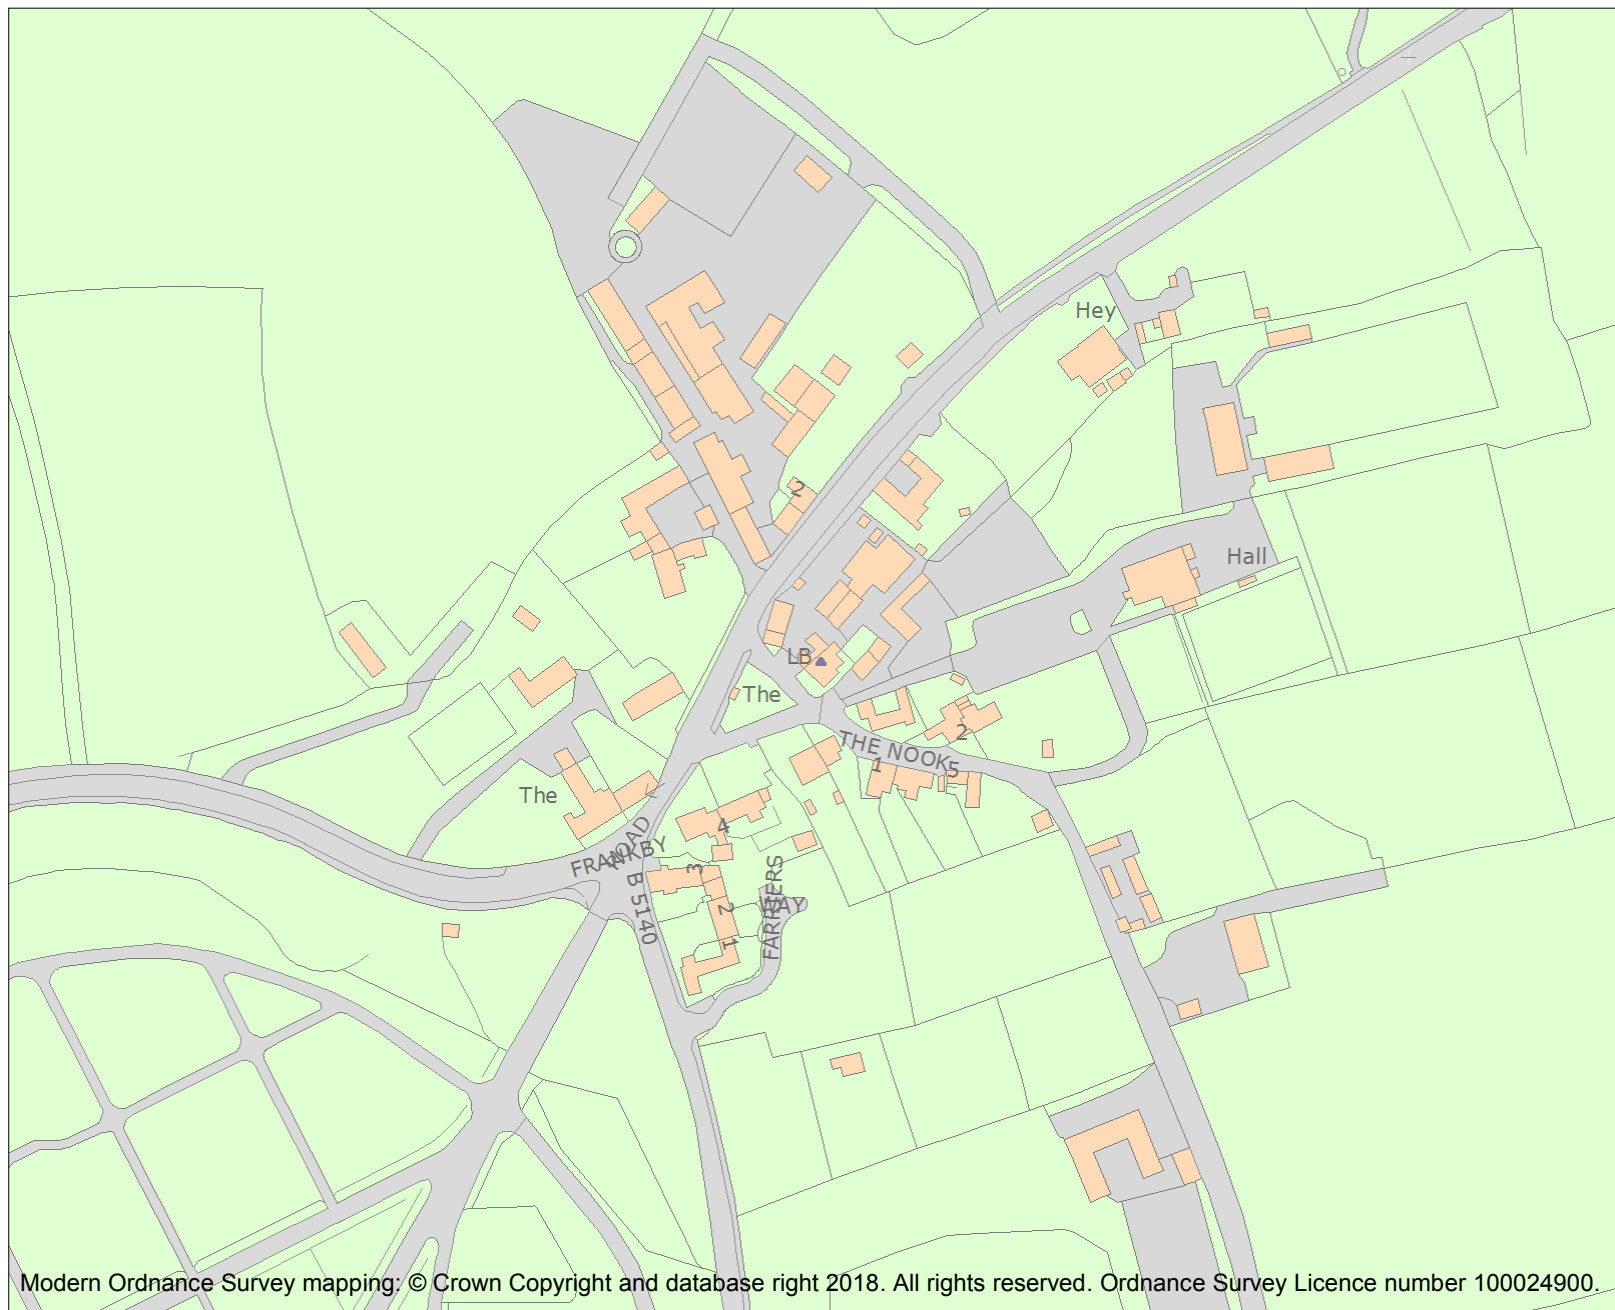 Hey
2
Hall
LB
The
THE NOOK
2
1
5
The
4
FRANKBY
ROAD
3
B 5140
2
1
FARRIERS
WAY
Modern Ordnance Survey mapping: © Crown Copyright and database right 2018. All rights reserved. Ordnance Survey Licence number 100024900.